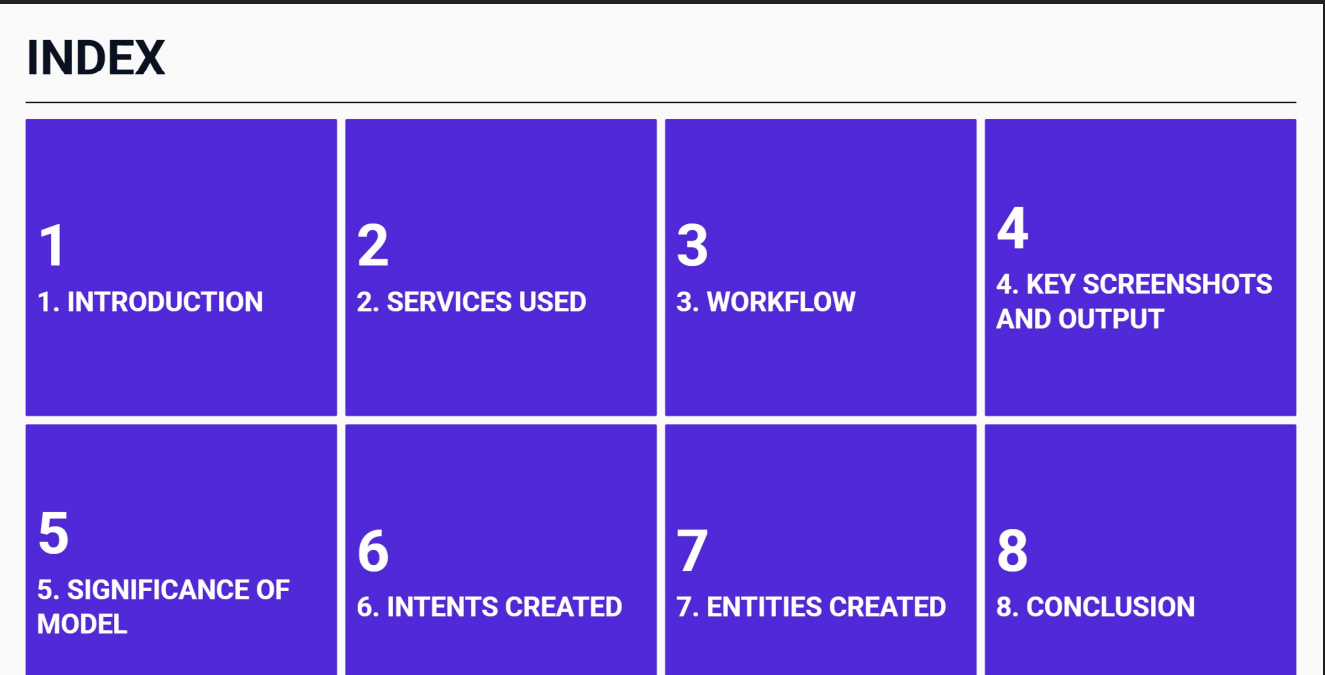 INDEX
1
1. INTRODUCTION
2
2. SERVICES USED
3
3. WORKFLOW
4
4. KEY SCREENSHOTS
AND OUTPUT
5
5. SIGNIFICANCE OF
MODEL
6
6. INTENTS CREATED
7
7. ENTITIES CREATED
8
8. CONCLUSION